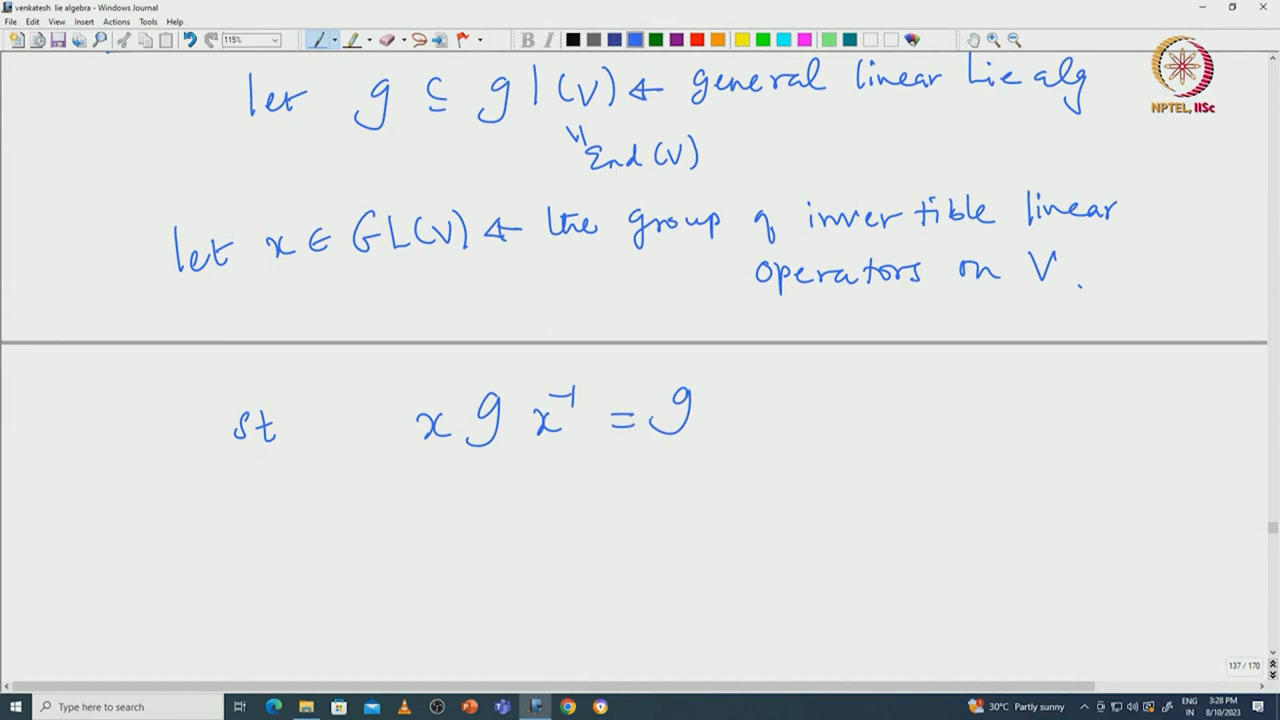 venkatesh lie algebra - Windows Journal
File Edit View Insert Actions Tools Help
115%
let g ⊆ gl(V) ← general linear Lie alg
End(V)
let x ∈ GL(V) ← the group of invertible linear
operators on V.
st x g x⁻¹ = g
NPTEL, IISc
137 / 170
Type here to search
30°C Partly sunny
ENG
IN
3:28 PM
8/10/2023